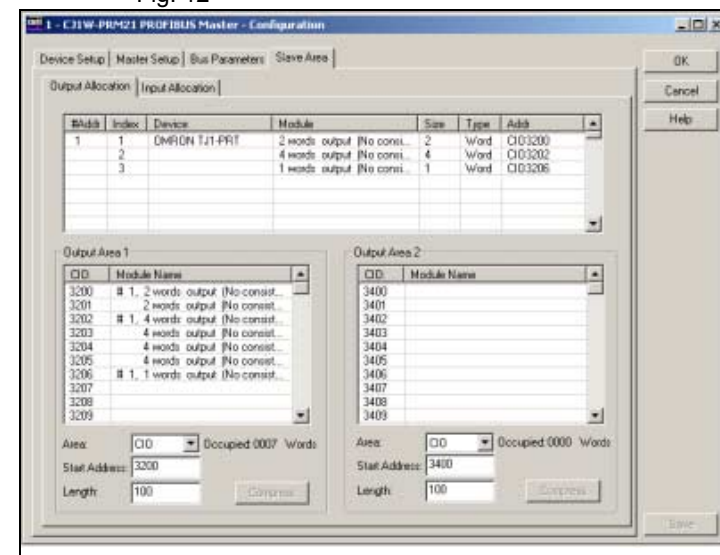 1 - CJ1W-PRM21 PROFIBUS Master - Configuration
Device Setup Master Setup Bus Parameters Slave Area
OK
Cancel
Help
Output Allocation Input Allocation
#Addr Index Device Module Size Type Addr
1 1 OMRON TJ1-PRT 2 words output (No consi... 2 Word CIO3200
2 4 words output (No consi... 4 Word CIO3202
3 1 words output (No consi... 1 Word CIO3206
Output Area 1
CIO Module Name
3200 # 1, 2 words output (No consist...
3201 2 words output (No consist...
3202 # 1, 4 words output (No consist...
3203 4 words output (No consist...
3204 4 words output (No consist...
3205 4 words output (No consist...
3206 # 1, 1 words output (No consist...
3207
3208
3209
Area: CIO Occupied:0007 Words
Start Address: 3200
Length: 100 Compress
Output Area 2
CIO Module Name
3400
3401
3402
3403
3404
3405
3406
3407
3408
3409
Area: CIO Occupied:0000 Words
Start Address: 3400
Length: 100 Compress
Save